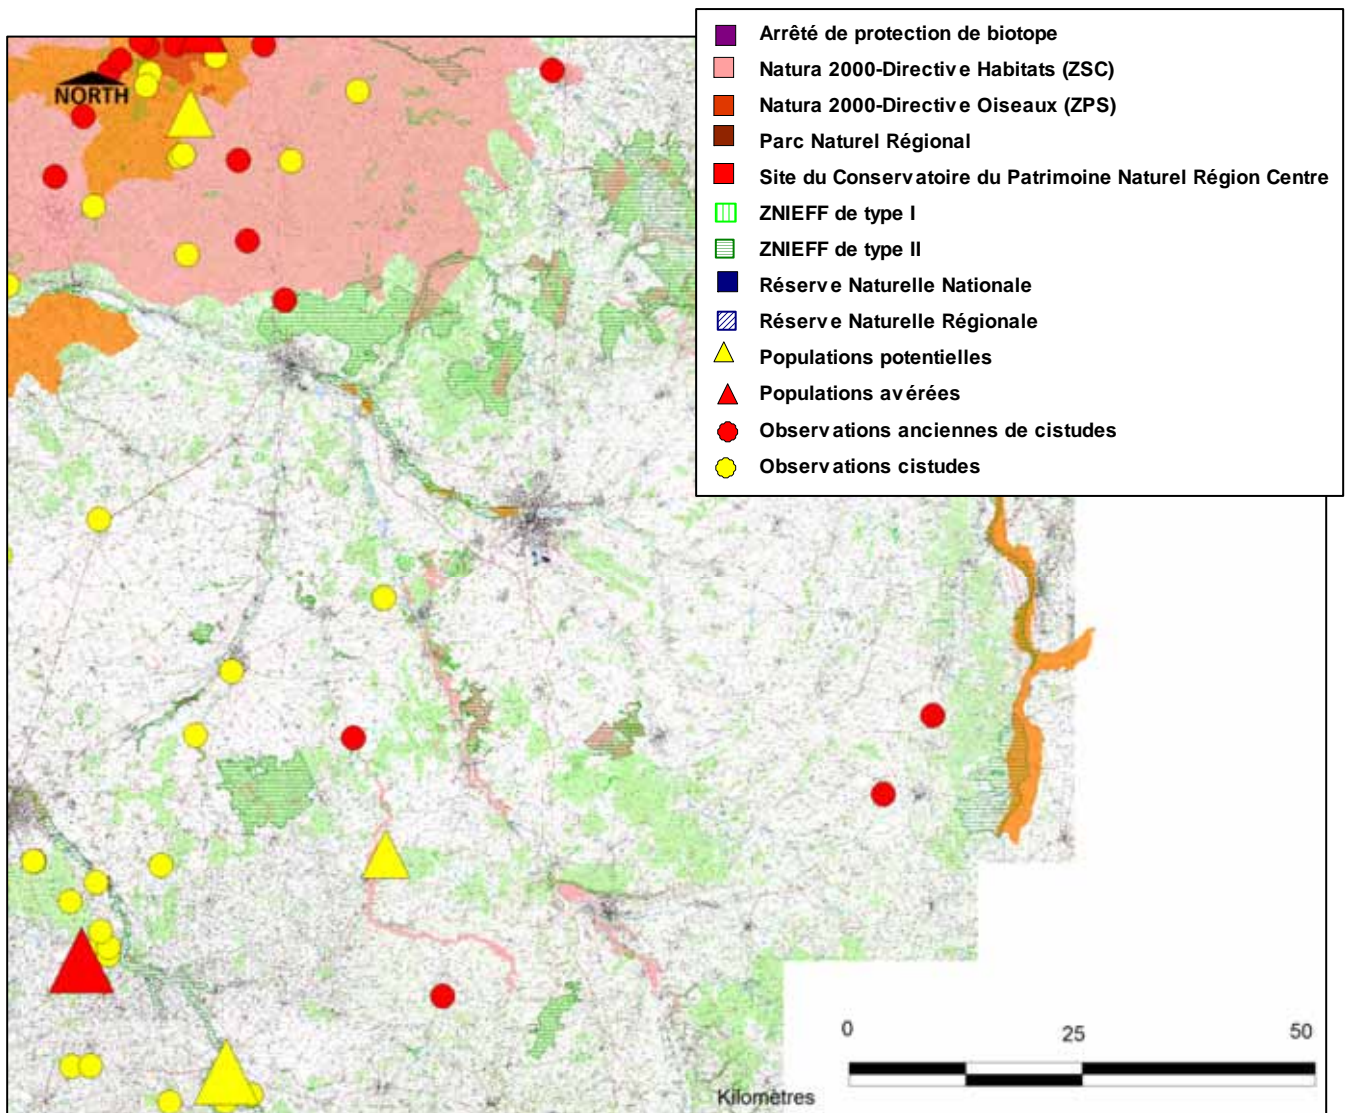 Arrêté de protection de biotope
Natura 2000-Directive Habitats (ZSC)
NORTH
Natura 2000-Directive Oiseaux (ZPS)
Parc Naturel Régional
Site du Conservatoire du Patrimoine Naturel Région Centre
ZNIEFF de type I
ZNIEFF de type II
Réserve Naturelle Nationale
Réserve Naturelle Régionale
Populations potentielles
Populations avérées
Observations anciennes de cistudes
Observations cistudes
0 25 50
Kilomètres